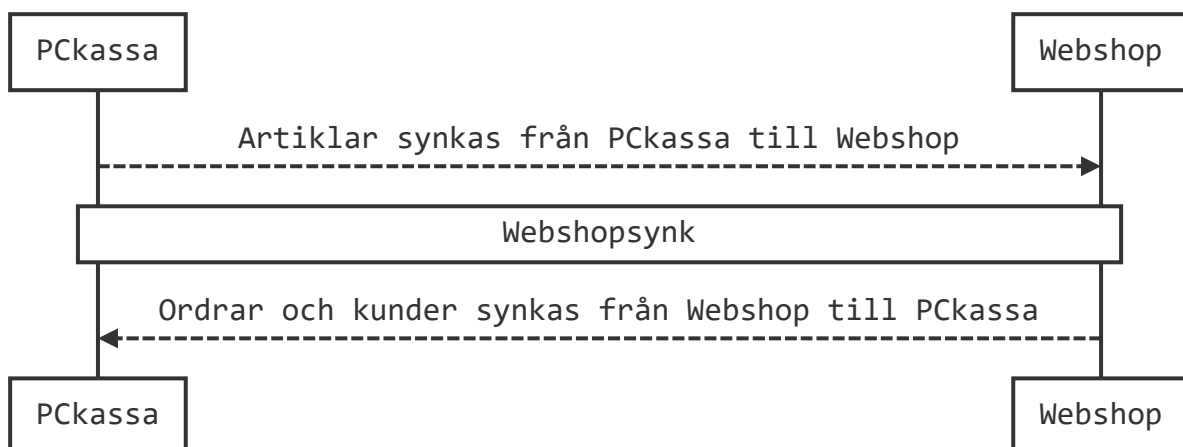 PCkassa
Webshop
Artiklar synkas från PCkassa till Webshop
Webshopsynk
Ordrar och kunder synkas från Webshop till PCkassa
PCkassa
Webshop